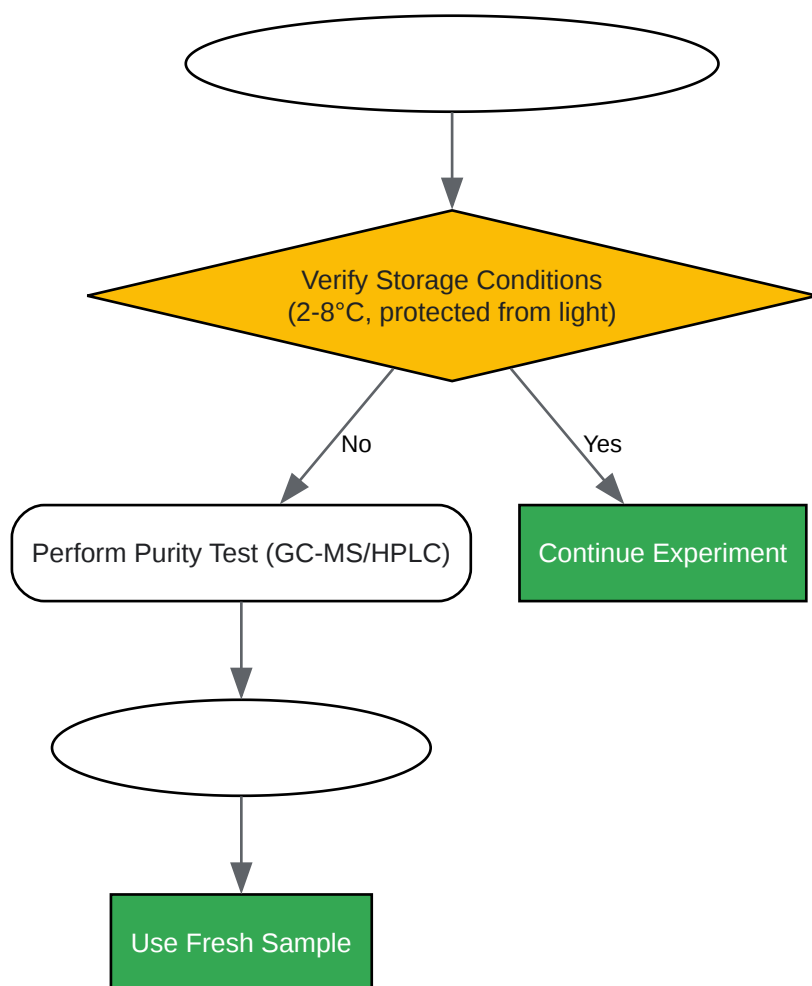 Verify Storage Conditions
(2-8°C, protected from light)
No
Yes
Perform Purity Test (GC-MS/HPLC)
Continue Experiment
Use Fresh Sample